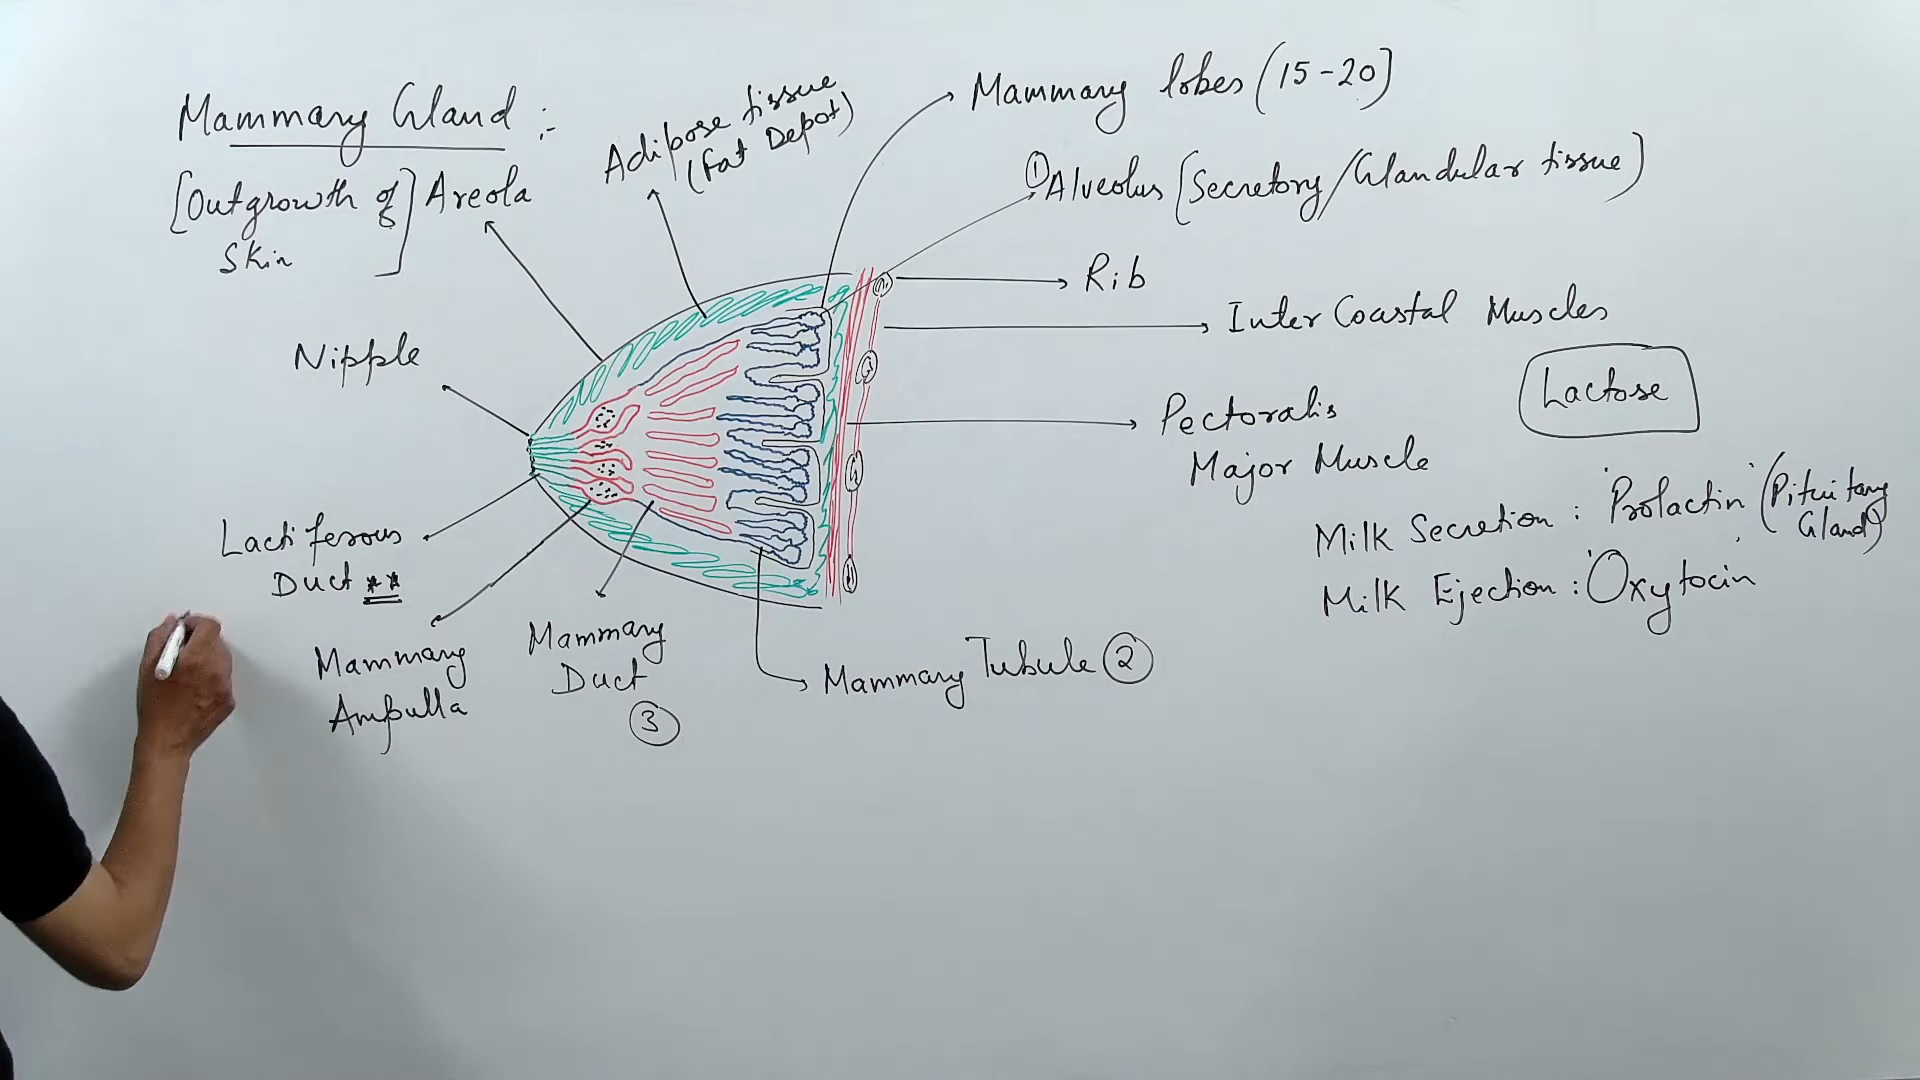 Mammary Gland :-
[Outgrowth of
Skin]
Areola
Adipose tissue
(Fat Depot)
Mammary lobes (15-20]
① Alveolus [Secretory/Glandular tissue)
Rib
Inter Coastal Muscles
Nipple
Lactose
Pectoralis
Major Muscle
Milk Secretion : 'Prolactin' (Pituitary
Gland)
Milk Ejection : 'Oxytocin'
Lactiferous
Duct **
Mammary
Ampulla
Mammary
Duct
③
Mammary Tubule ②